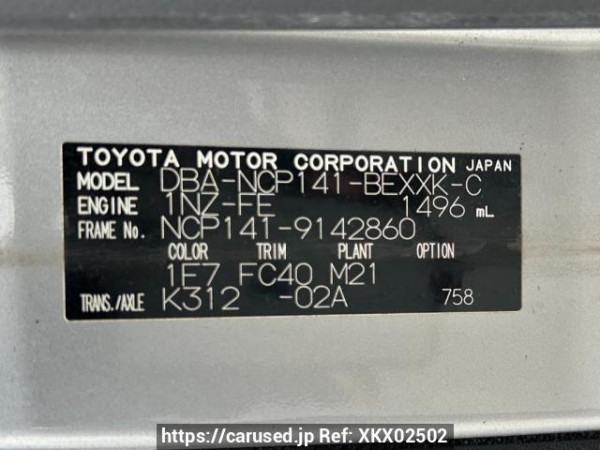 TOYOTA MOTOR CORPORATION JAPAN
MODEL DBA-NCP141-BEXXK-C
ENGINE 1NZ-FE 1496 mL
FRAME No. NCP141-9142860
COLOR TRIM PLANT OPTION
1E7 FC40 M21
TRANS./AXLE K312 -02A 758
https://carused.jp Ref: XKX02502